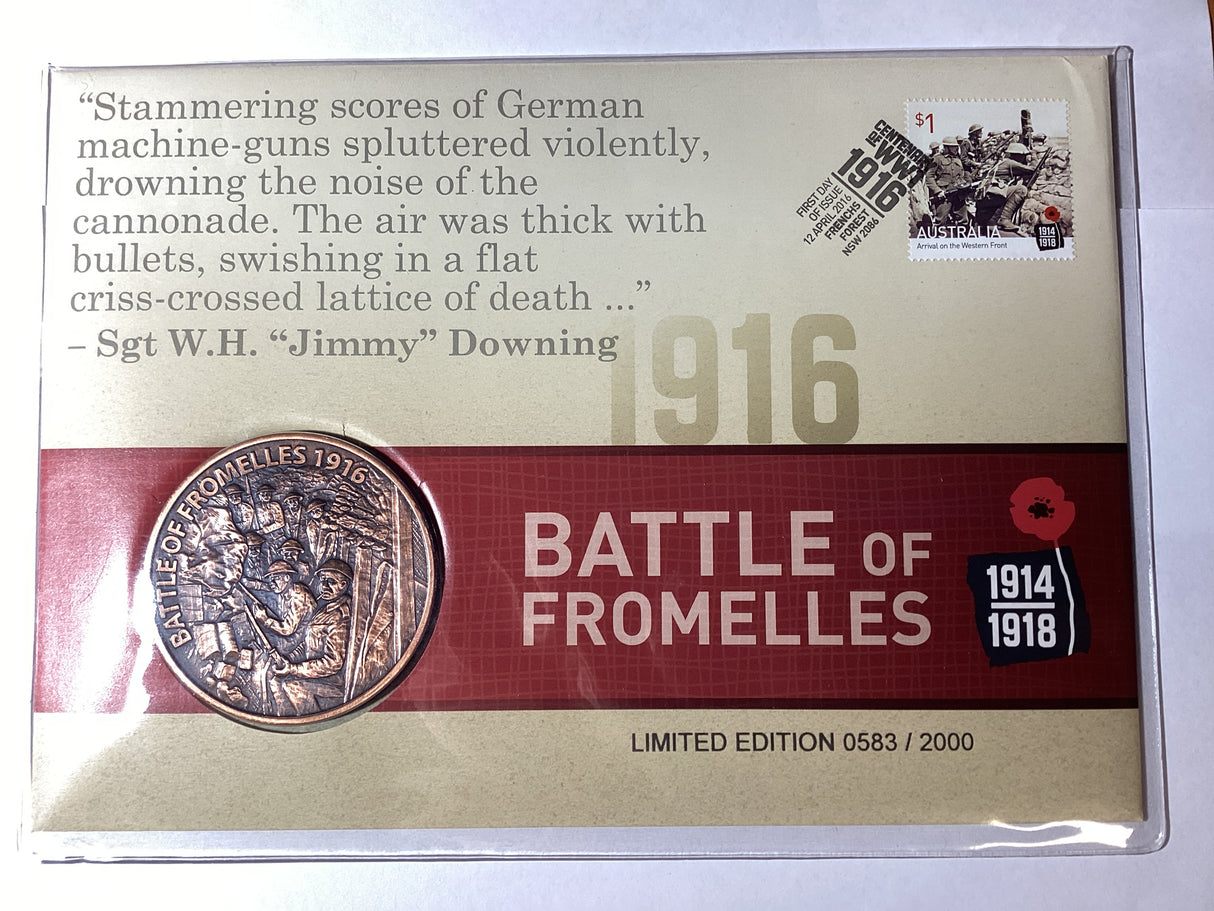 “Stammering scores of German
machine-guns spluttered violently,
drowning the noise of the
cannonade. The air was thick with
bullets, swishing in a flat
criss-crossed lattice of death ...”
– Sgt W.H. “Jimmy” Downing
CENTENARY
OF WWI
1916
FIRST DAY
OF ISSUE
12 APRIL 2016
FRENCHS
FOREST
NSW 2086
$1
AUSTRALIA
Arrival on the Western Front
1914
1918
1916
BATTLE OF FROMELLES 1916
BATTLE OF
FROMELLES
1914
1918
LIMITED EDITION 0583 / 2000